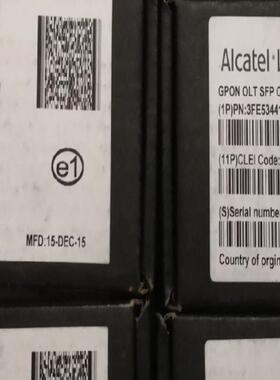 e1
MFD:15-DEC-15
Alcatel
GPON OLT SFP
(1P)PN:3FE5344
(11P)CLEI Code:
(S)Serial numbe
Country of orgin